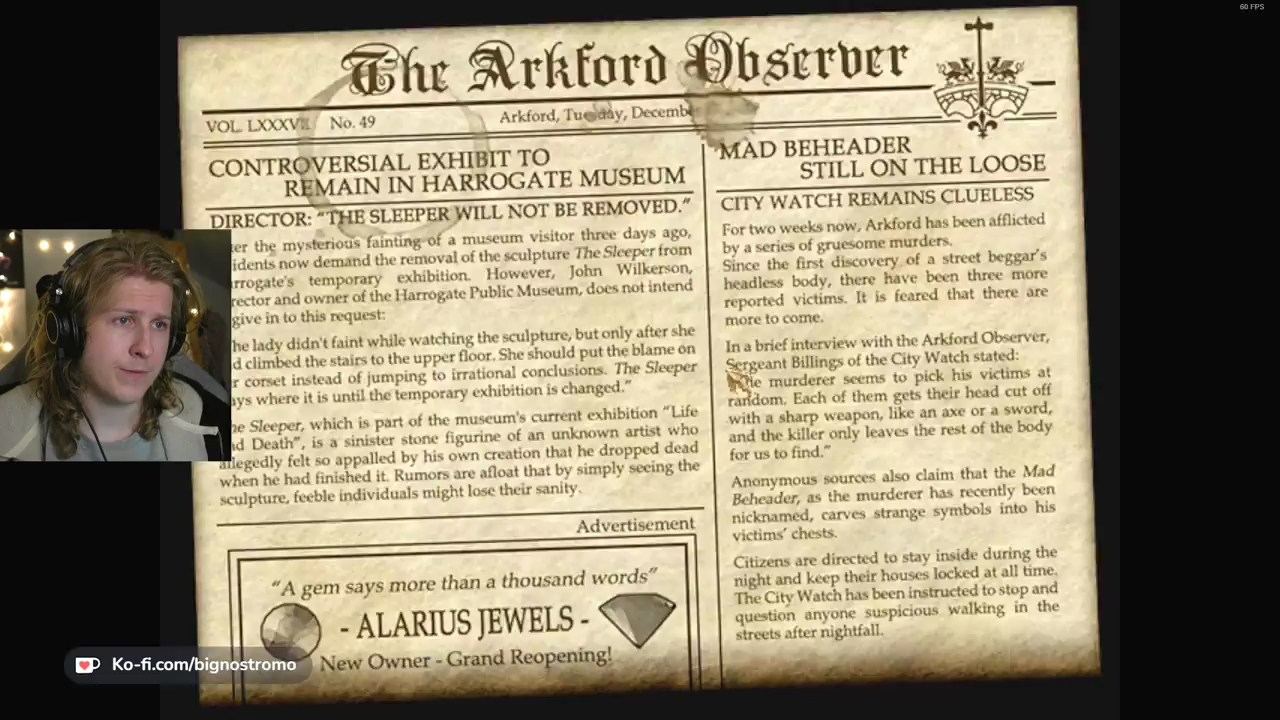 60 FPS
The Arkford Observer
VOL. LXXXVI No. 49
Arkford, Tuesday, Decemb
CONTROVERSIAL EXHIBIT TO
REMAIN IN HARROGATE MUSEUM
DIRECTOR: “THE SLEEPER WILL NOT BE REMOVED.”
er the mysterious fainting of a museum visitor three days ago,
idents now demand the removal of the sculpture The Sleeper from
rrogate's temporary exhibition. However, John Wilkerson,
rector and owner of the Harrogate Public Museum, does not intend
give in to this request:
he lady didn't faint while watching the sculpture, but only after she
d climbed the stairs to the upper floor. She should put the blame on
r corset instead of jumping to irrational conclusions. The Sleeper
ays where it is until the temporary exhibition is changed.”
he Sleeper, which is part of the museum's current exhibition “Life
nd Death”, is a sinister stone figurine of an unknown artist who
allegedly felt so appalled by his own creation that he dropped dead
when he had finished it. Rumors are afloat that by simply seeing the
sculpture, feeble individuals might lose their sanity.
Advertisement
“A gem says more than a thousand words”
- ALARIUS JEWELS -
New Owner - Grand Reopening!
MAD BEHEADER
STILL ON THE LOOSE
CITY WATCH REMAINS CLUELESS
For two weeks now, Arkford has been afflicted
by a series of gruesome murders.
Since the first discovery of a street beggar's
headless body, there have been three more
reported victims. It is feared that there are
more to come.
In a brief interview with the Arkford Observer,
Sergeant Billings of the City Watch stated:
murderer seems to pick his victims at
random. Each of them gets their head cut off
with a sharp weapon, like an axe or a sword,
and the killer only leaves the rest of the body
for us to find.”
Anonymous sources also claim that the Mad
Beheader, as the murderer has recently been
nicknamed, carves strange symbols into his
victims' chests.
Citizens are directed to stay inside during the
night and keep their houses locked at all time.
The City Watch has been instructed to stop and
question anyone suspicious walking in the
streets after nightfall.
Ko-fi.com/bignostromo